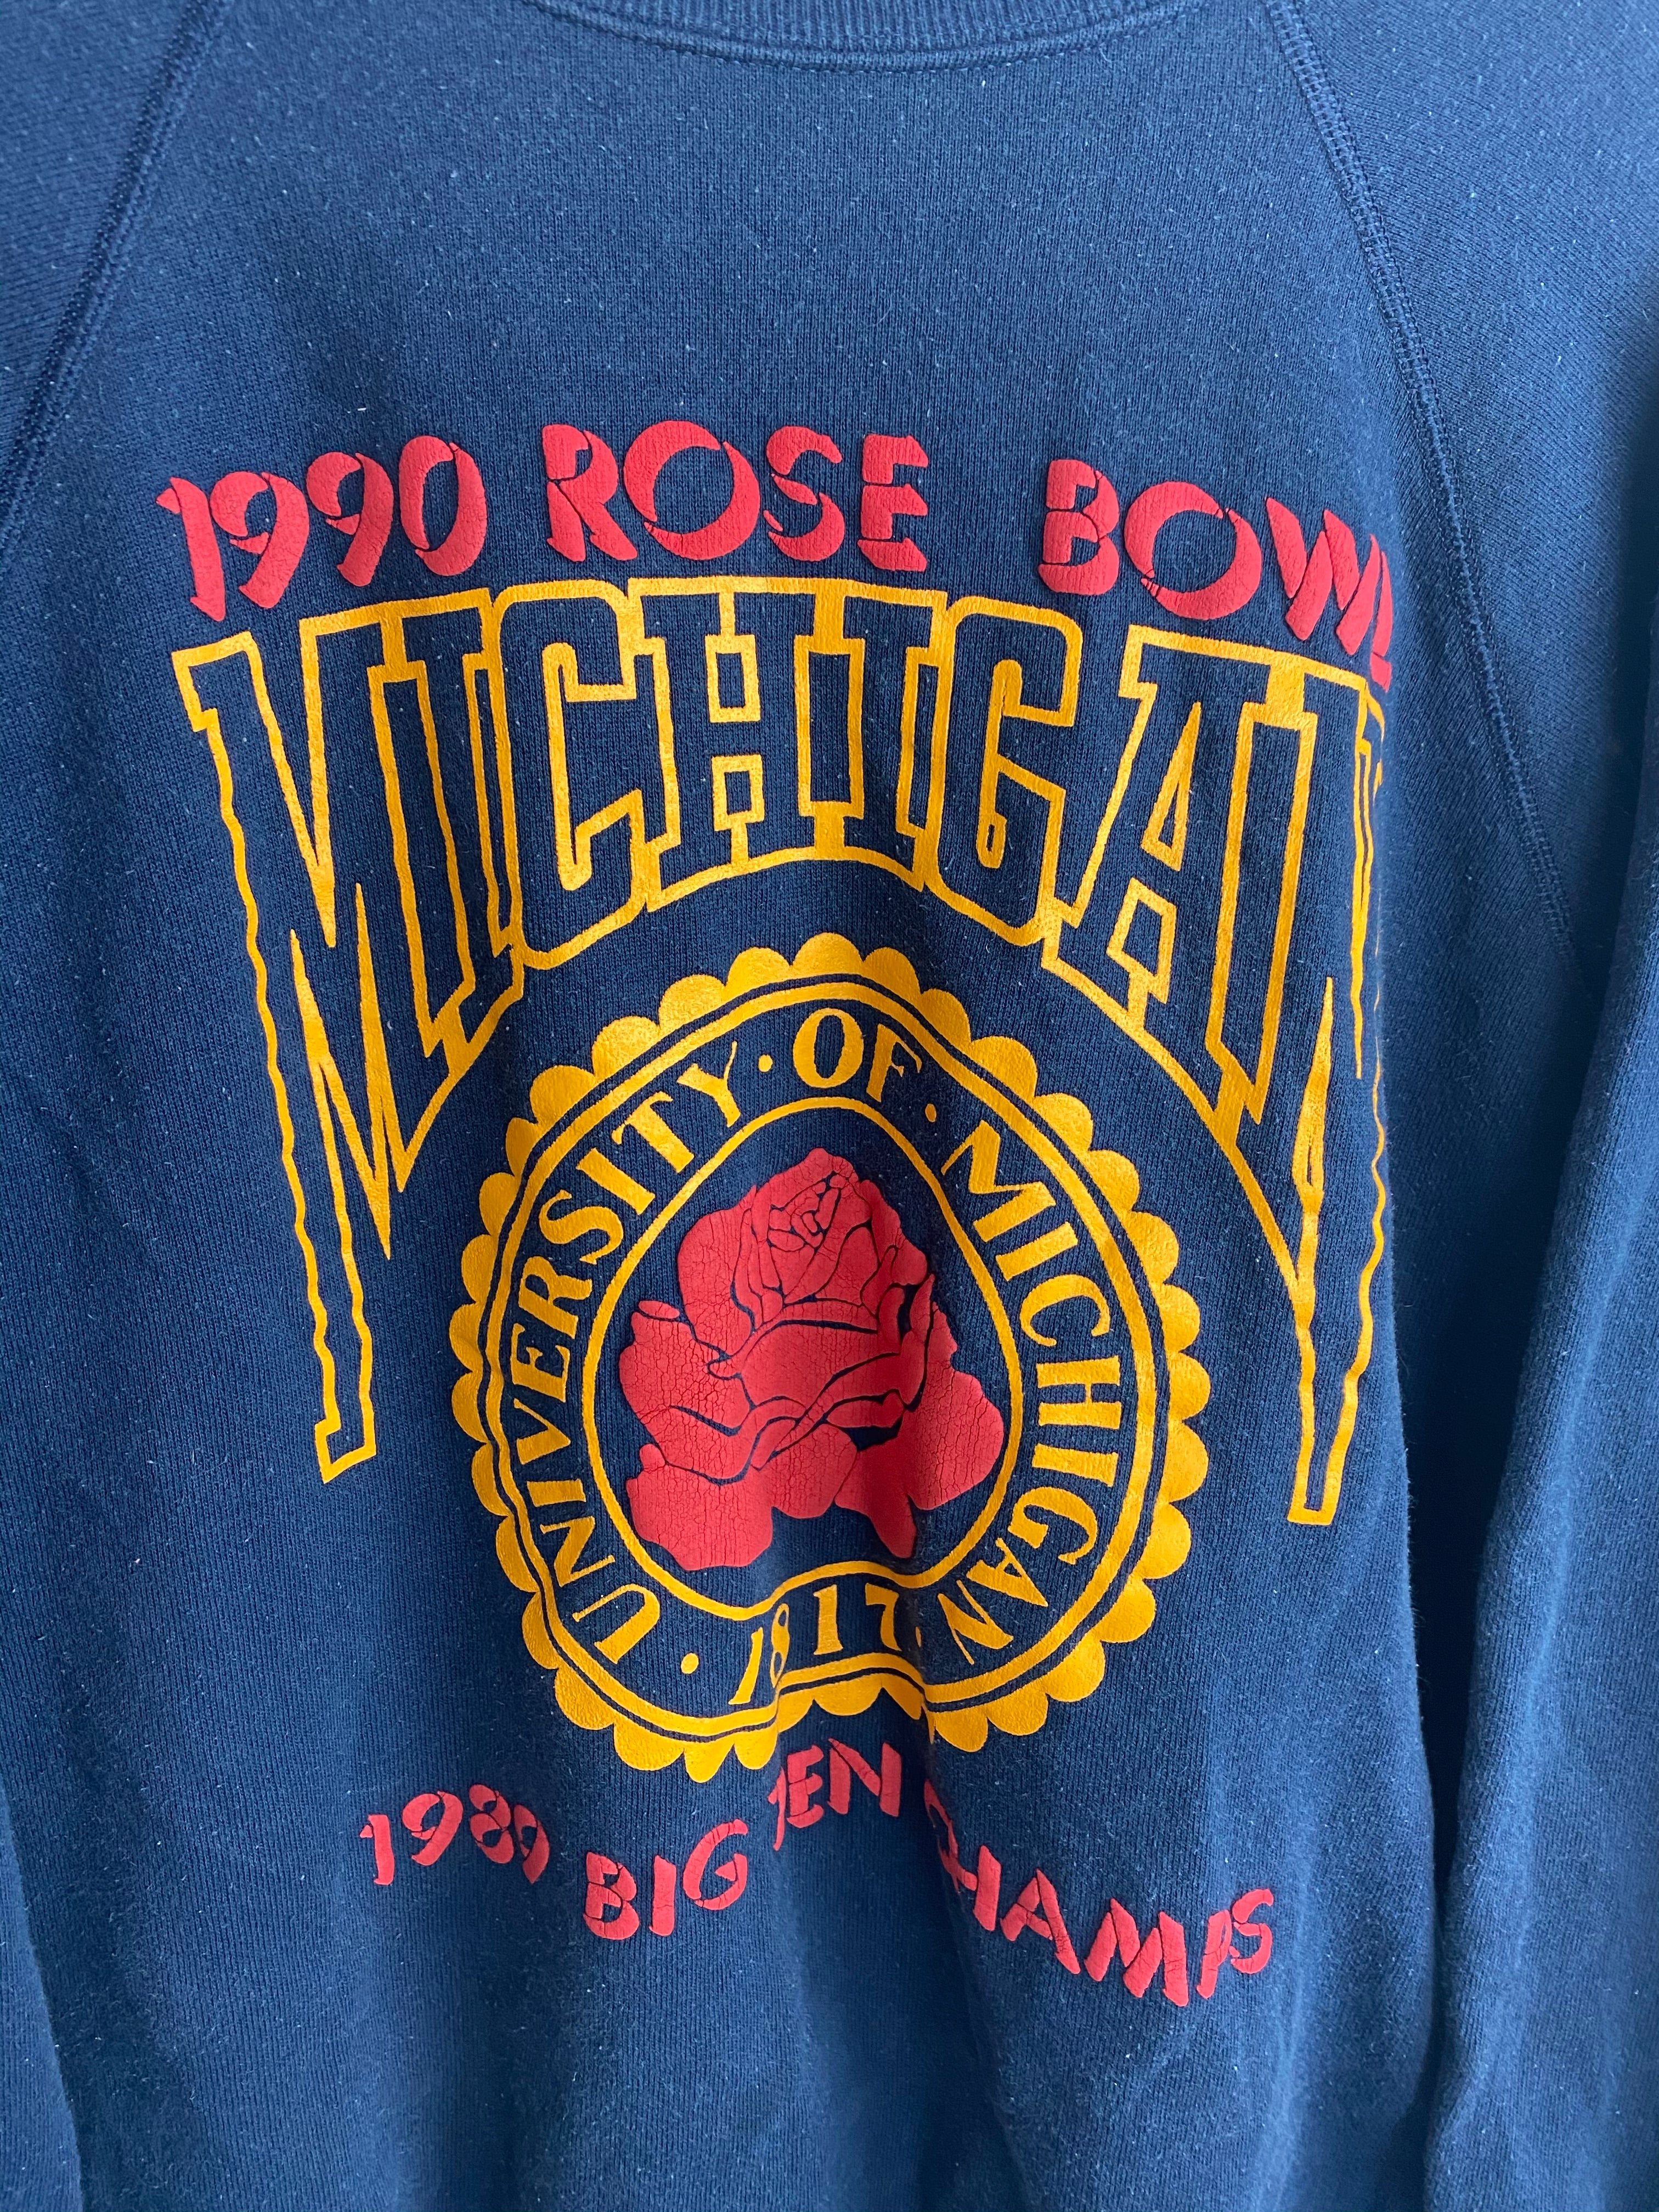 1990 ROSE BOWL
MICHIGAN
UNIVERSITY · OF · MICHIGAN
· 1817 ·
1989 BIG TEN CHAMPS